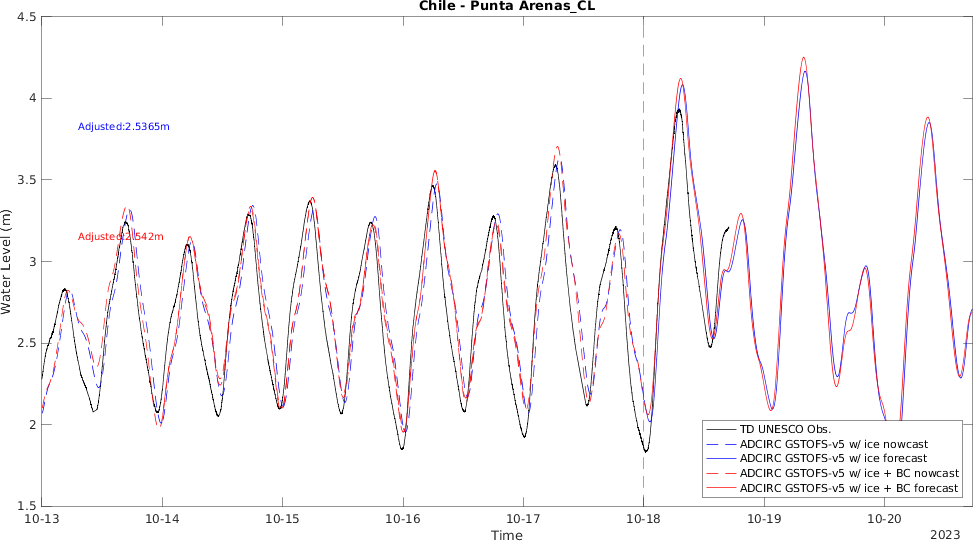 Chile - Punta Arenas_CL
4.5
4
3.5
3
2.5
2
1.5
Water Level (m)
Adjusted:2.5365m
Adjusted:2.542m
TD UNESCO Obs.
ADCIRC GSTOFS-v5 w/ ice nowcast
ADCIRC GSTOFS-v5 w/ ice forecast
ADCIRC GSTOFS-v5 w/ ice + BC nowcast
ADCIRC GSTOFS-v5 w/ ice + BC forecast
10-13 10-14 10-15 10-16 10-17 10-18 10-19 10-20
Time
2023